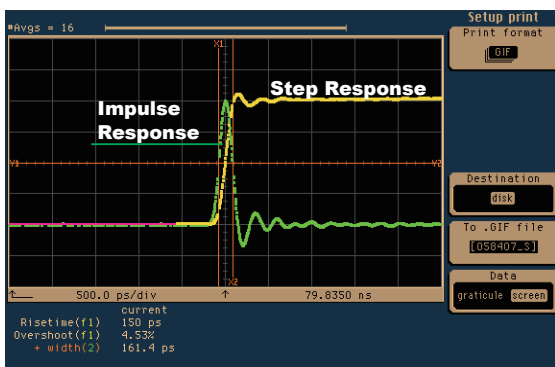 #Avgs = 16
Setup print
Print format
GIF
X1
Step Response
Impulse
Response
Y1
Y2
Destination
disk
To .GIF file
[058407_S]
X2
Data
graticule screen
500.0 ps/div
79.8350 ns
current
Risetime(f1) 150 ps
Overshoot(f1) 4.53%
+ width(2) 161.4 ps